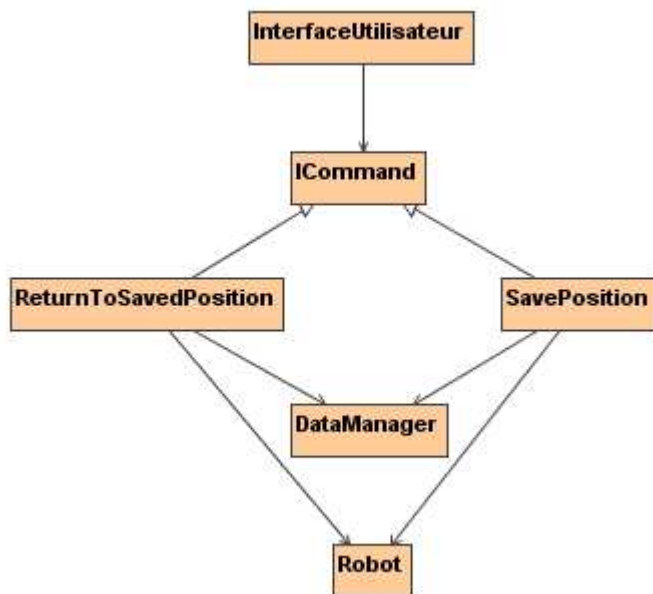 InterfaceUtilisateur
ICommand
ReturnToSavedPosition
SavePosition
DataManager
Robot